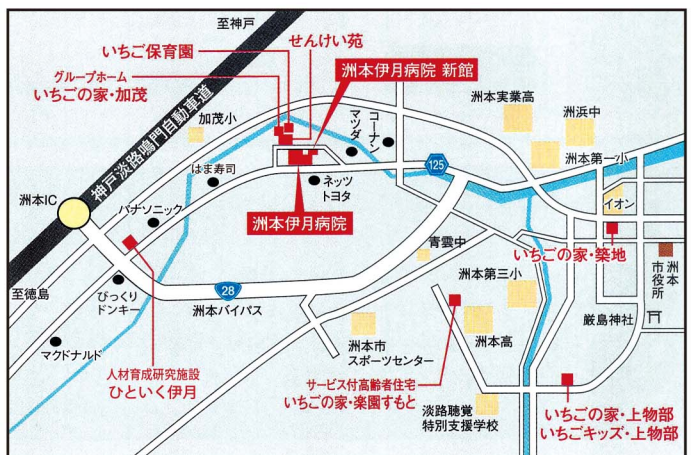 至神戸
せんけい苑
いちご保育園
洲本伊月病院 新館
グループホーム
いちごの家・加茂
加茂小
神戸淡路鳴門自動車道
マツダ
コーナン
洲本実業高
洲浜中
洲本第一小
125
はま寿司
ネッツ
トヨタ
洲本IC
パナソニック
洲本伊月病院
イオン
青雲中
いちごの家・築地
洲本
市役所
洲本第三小
至徳島
びっくり
ドンキー
28
洲本バイパス
厳島神社
マクドナルド
洲本市
スポーツセンター
洲本高
人材育成研究施設
ひといく伊月
サービス付高齢者住宅
いちごの家・楽園すもと
淡路聴覚
特別支援学校
いちごの家・上物部
いちごキッズ・上物部